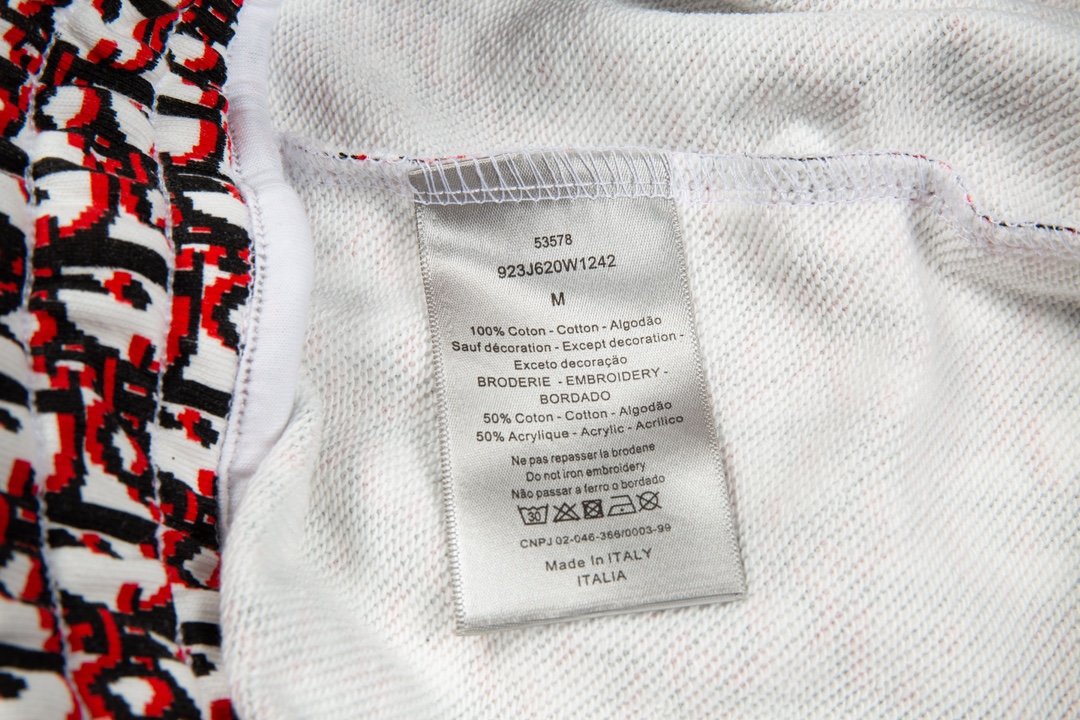 53578
923J620W1242
M
100% Coton - Cotton - Algodão
Sauf décoration - Except decoration -
Exceto decoração
BRODERIE - EMBROIDERY -
BORDADO
50% Coton - Cotton - Algodão
50% Acrylique - Acrylic - Acrílico
Ne pas repasser la brodene
Do not iron embroidery
Não passar a ferro o bordado
30
CNPJ 02-046-366/0003-99
Made In ITALY
ITALIA